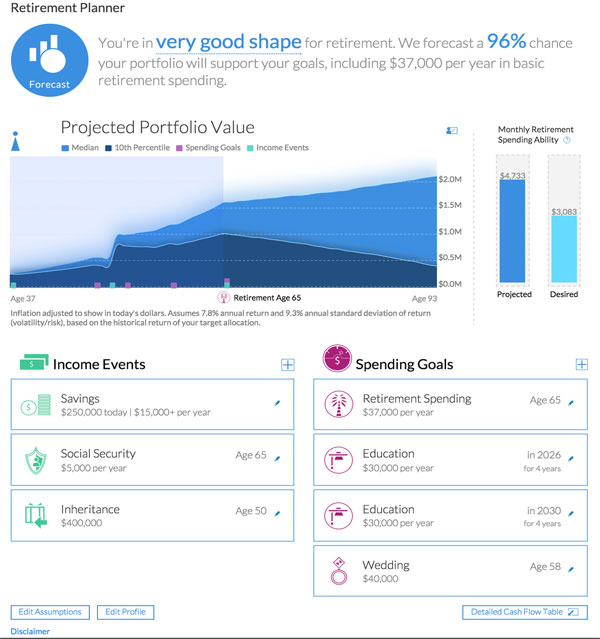 Retirement Planner
Forecast
You're in very good shape for retirement. We forecast a 96% chance
your portfolio will support your goals, including $37,000 per year in basic
retirement spending.
Projected Portfolio Value
Median
10th Percentile
Spending Goals
Income Events
$2.0M
$1.5M
$1.0M
$0.5M
$0.0M
Age 37
Retirement Age 65
Age 93
Inflation adjusted to show in today's dollars. Assumes 7.8% annual return and 9.3% annual standard deviation of return
(volatility/risk), based on the historical return of your target allocation.
Monthly Retirement
Spending Ability ?
$4,733
$3,083
Projected
Desired
Income Events
Savings
$250,000 today | $15,000+ per year
Social Security
$5,000 per year
Age 65
Inheritance
$400,000
Age 50
Spending Goals
Retirement Spending
$37,000 per year
Age 65
Education
$30,000 per year
in 2026
for 4 years
Education
$30,000 per year
in 2030
for 4 years
Wedding
$40,000
Age 58
Edit Assumptions
Edit Profile
Detailed Cash Flow Table
Disclaimer